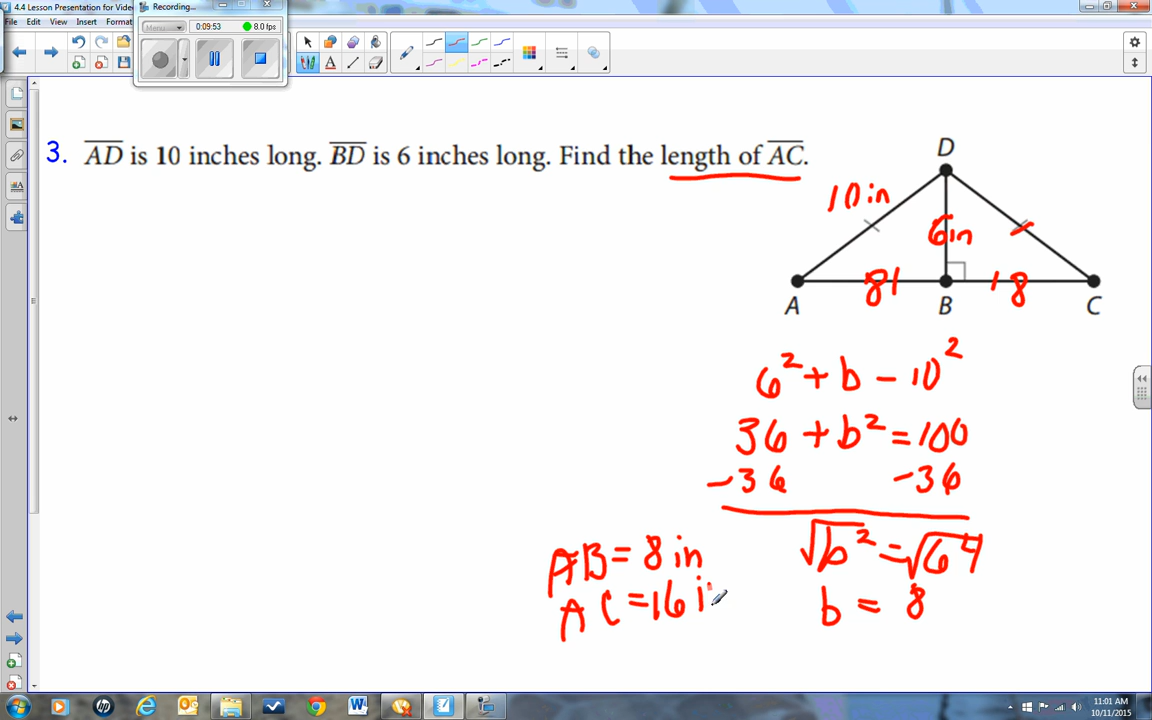 4.4 Lesson Presentation for Vide
Recording...
File Edit View Insert Format
Menu 0:09:53 8.0 fps
3. AD is 10 inches long. BD is 6 inches long. Find the length of AC.
D
10 in
6in
81 18
A B C
6² + b - 10²
36 + b² = 100
-36 -36
√b² = √64
AB = 8 in
b = 8
AC = 16 i
11:01 AM
10/11/2015